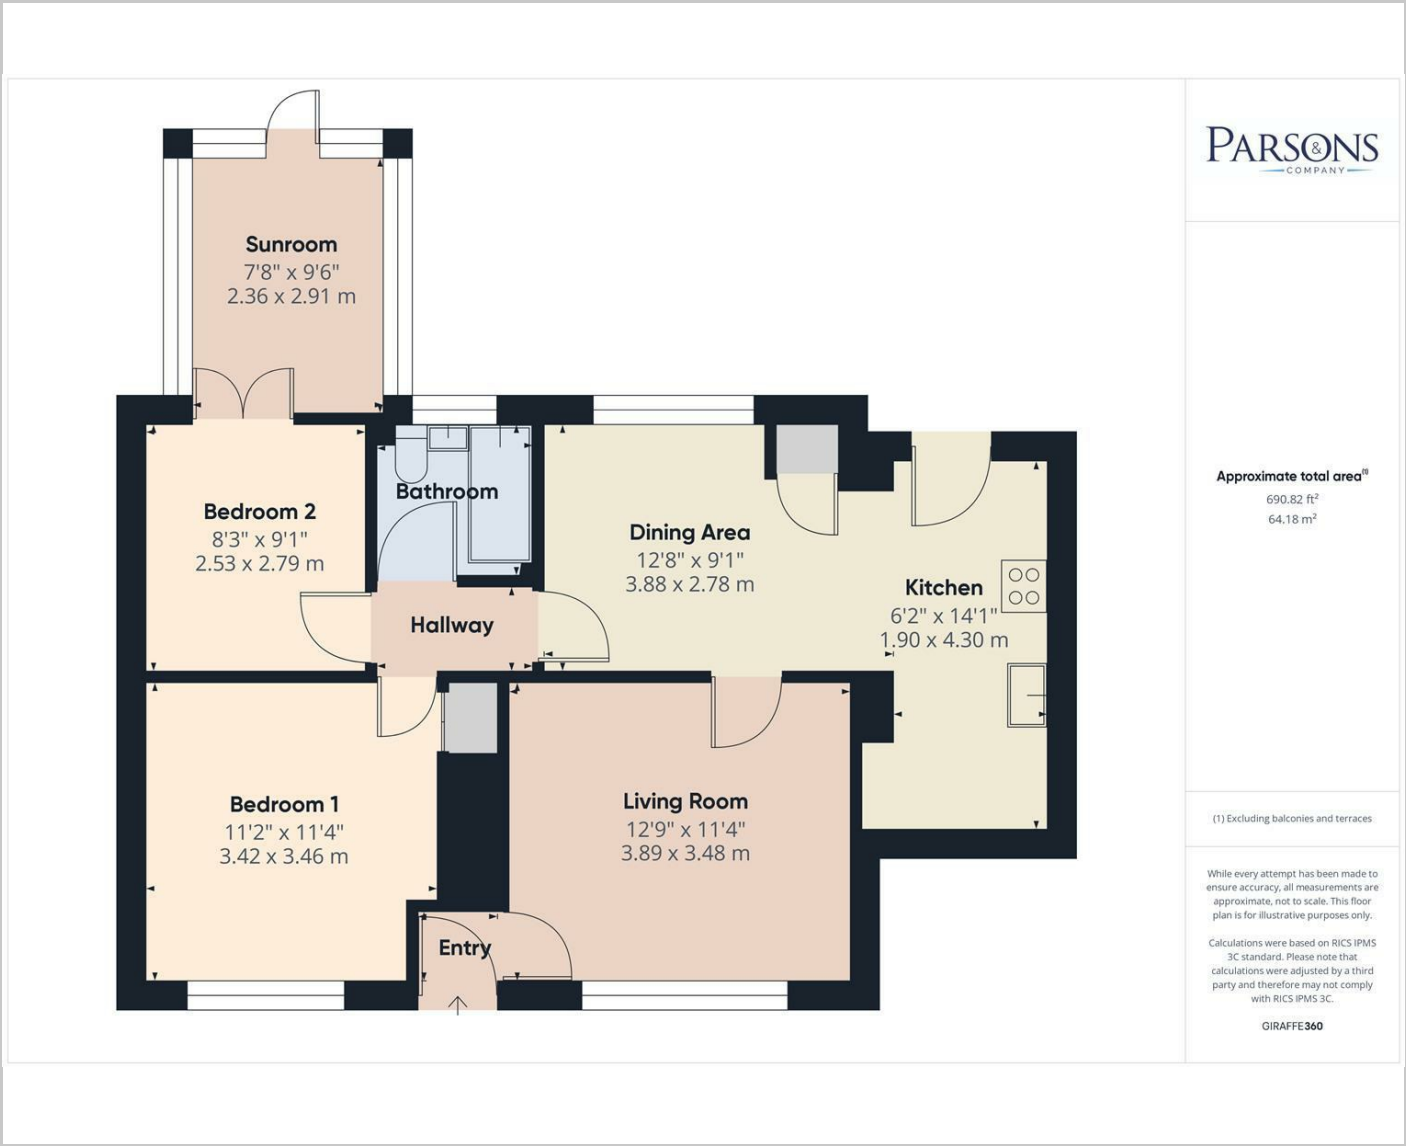 Sunroom
7'8" x 9'6"
2.36 x 2.91 m
Bedroom 2
8'3" x 9'1"
2.53 x 2.79 m
Bathroom
Dining Area
12'8" x 9'1"
3.88 x 2.78 m
Kitchen
6'2" x 14'1"
1.90 x 4.30 m
Hallway
Bedroom 1
11'2" x 11'4"
3.42 x 3.46 m
Living Room
12'9" x 11'4"
3.89 x 3.48 m
Entry
PARSONS
&
COMPANY
Approximate total area(1)
690.82 ft²
64.18 m²
(1) Excluding balconies and terraces
While every attempt has been made to
ensure accuracy, all measurements are
approximate, not to scale. This floor
plan is for illustrative purposes only.
Calculations were based on RICS IPMS
3C standard. Please note that
calculations were adjusted by a third
party and therefore may not comply
with RICS IPMS 3C.
GIRAFFE360